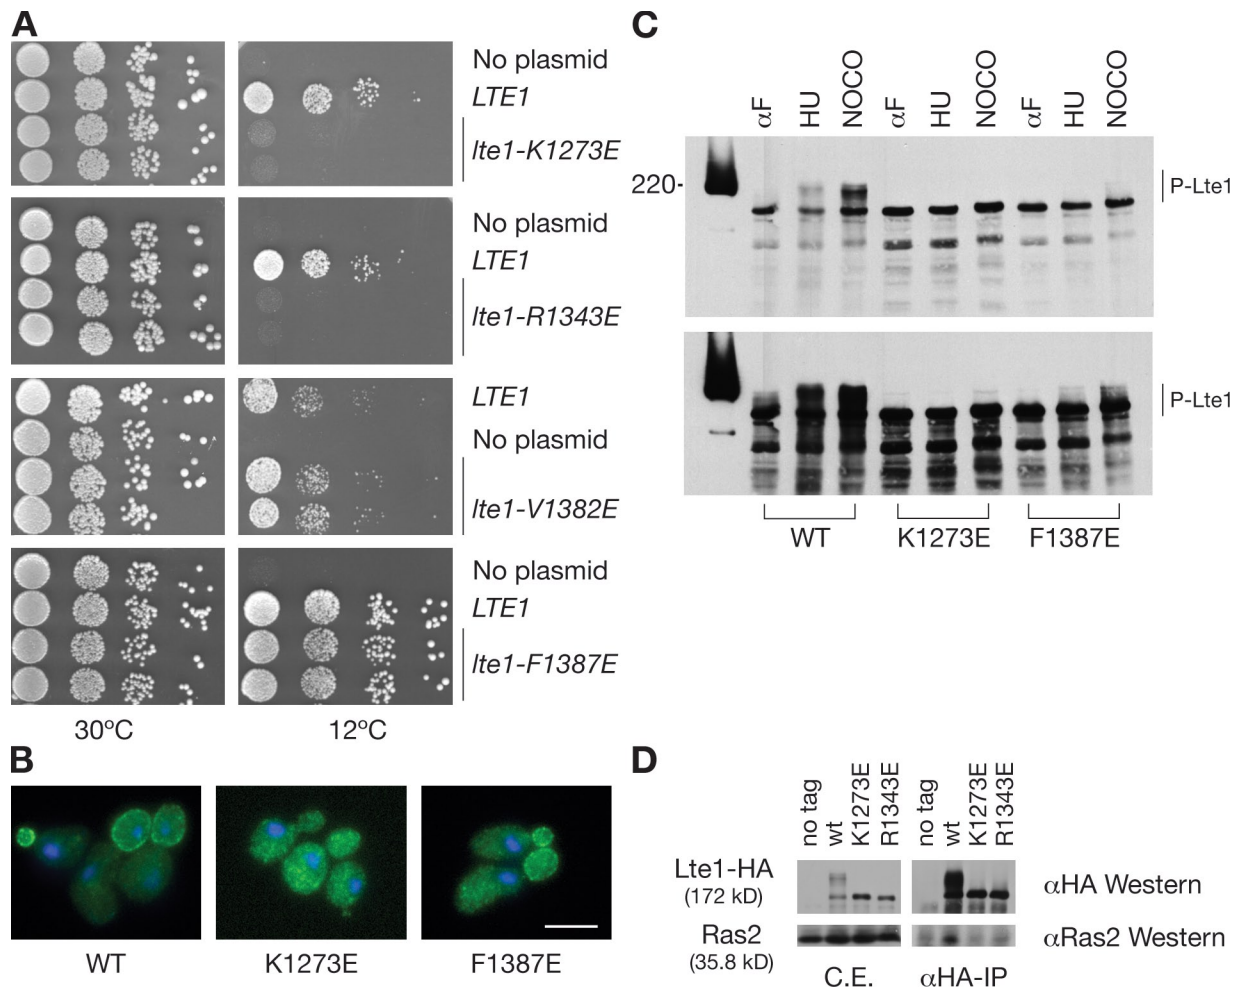 A
No plasmid
LTE1
lte1-K1273E
No plasmid
LTE1
lte1-R1343E
LTE1
No plasmid
lte1-V1382E
No plasmid
LTE1
lte1-F1387E
30ºC
12ºC
B
WT
K1273E
F1387E
C
αF
HU
NOCO
αF
HU
NOCO
αF
HU
NOCO
220-
P-Lte1
P-Lte1
WT
K1273E
F1387E
D
no tag
wt
K1273E
R1343E
no tag
wt
K1273E
R1343E
Lte1-HA
(172 kD)
αHA Western
Ras2
(35.8 kD)
αRas2 Western
C.E.
αHA-IP